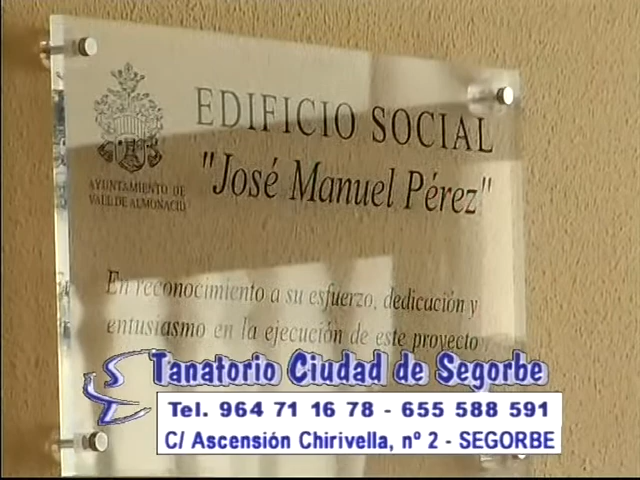 EDIFICIO SOCIAL
"José Manuel Pérez"
AYUNTAMIENTO DE
VALL DE ALMONACID
En reconocimiento a su esfuerzo, dedicación y
entusiasmo en la ejecución de este proyecto
Tanatorio Ciudad de Segorbe
Tel. 964 71 16 78 - 655 588 591
C/ Ascensión Chirivella, nº 2 - SEGORBE